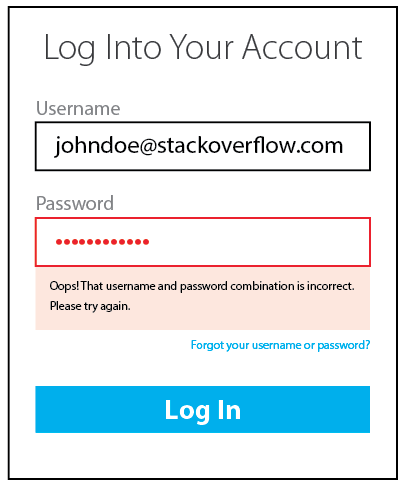 Log Into Your Account
Username
johndoe@stackoverflow.com
Password
••••••••••••
Oops! That username and password combination is incorrect.
Please try again.
Forgot your username or password?
Log In